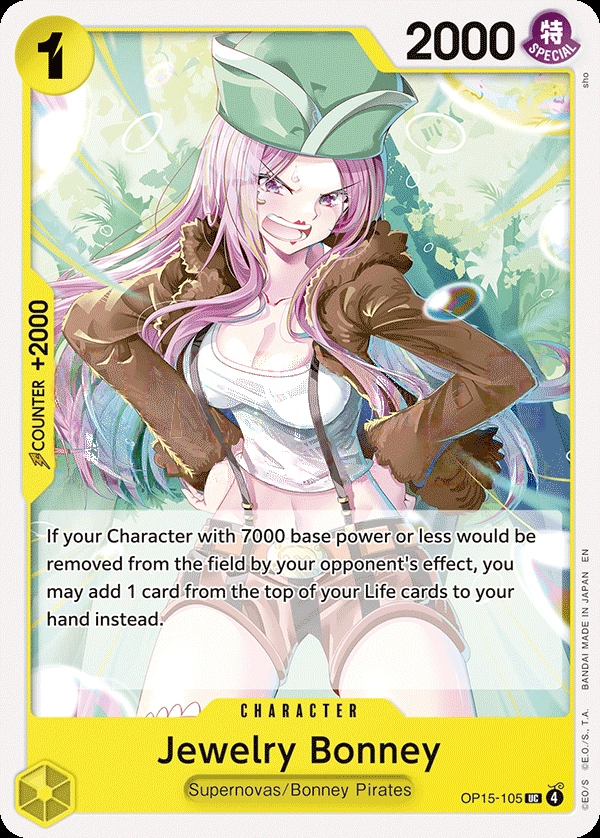 1
2000
特
SPECIAL
sho
COUNTER +2000
If your Character with 7000 base power or less would be
removed from the field by your opponent's effect, you
may add 1 card from the top of your Life cards to your
hand instead.
CHARACTER
Jewelry Bonney
Supernovas/Bonney Pirates
OP15-105 UC 4
©EO/S ©E.O./S., T.A. BANDAI MADE IN JAPAN EN